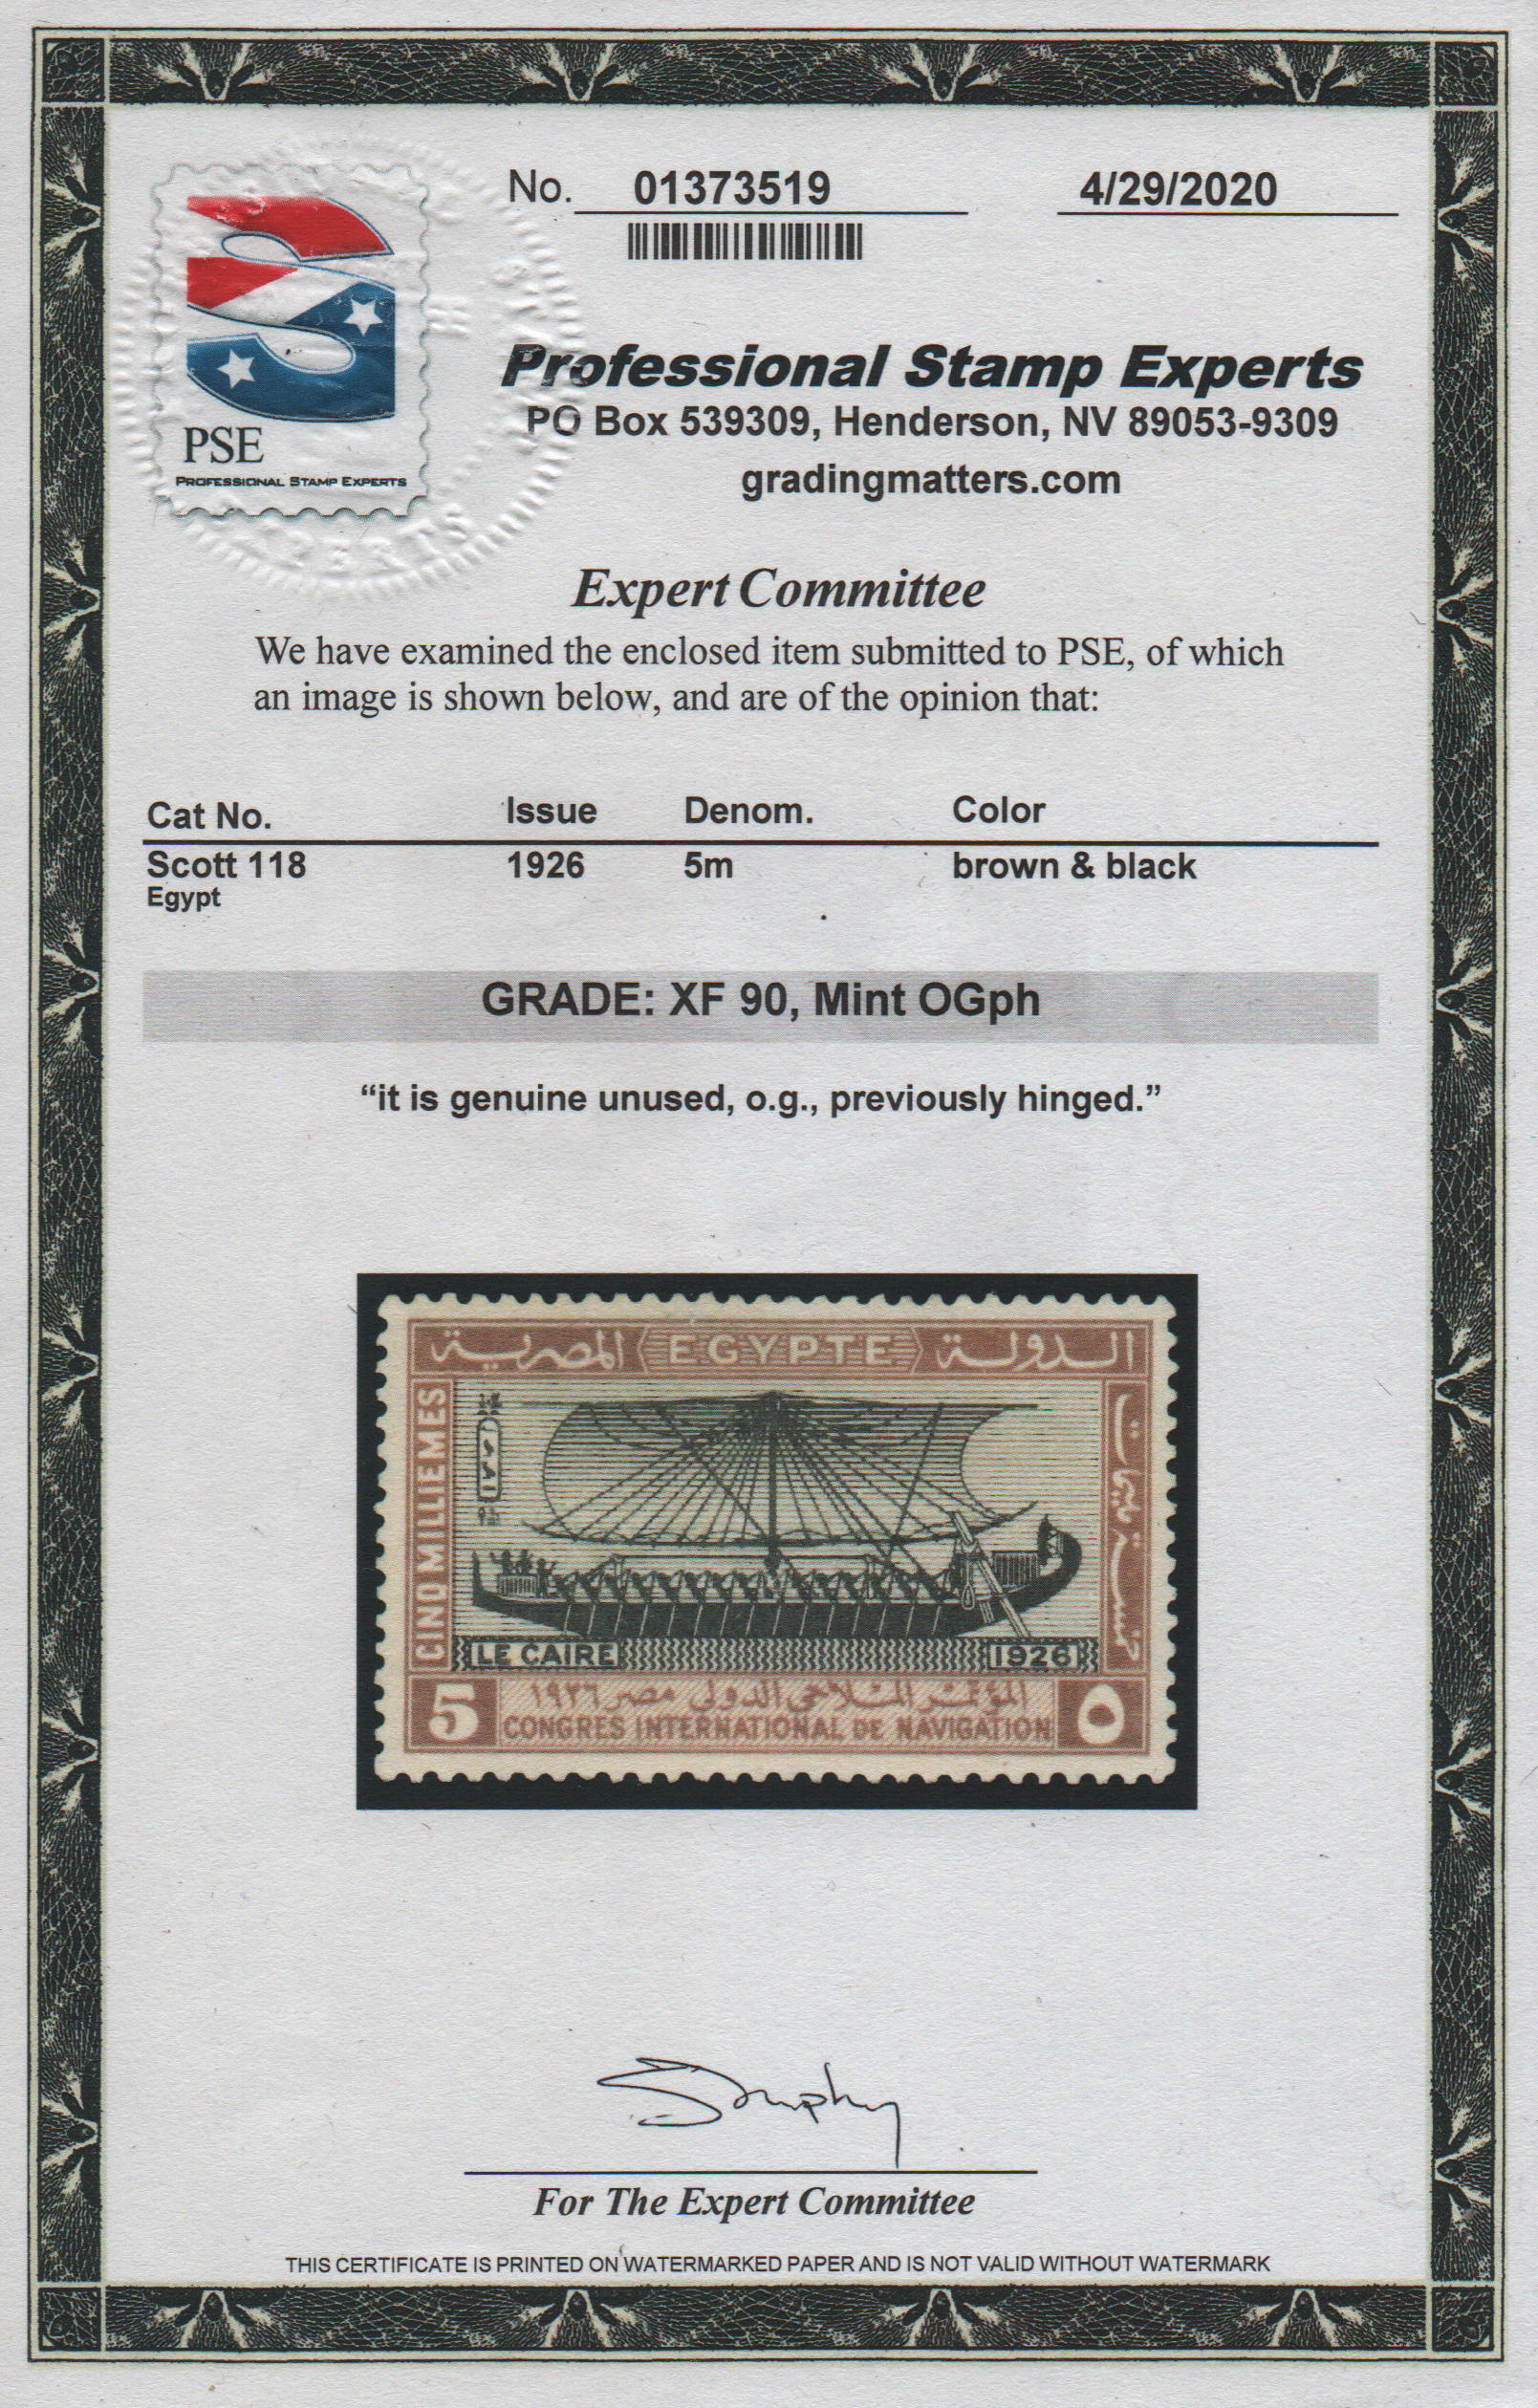 No. 01373519
4/29/2020
PSE
PROFESSIONAL STAMP EXPERTS
EXPERTS
Professional Stamp Experts
PO Box 539309, Henderson, NV 89053-9309
gradingmatters.com
Expert Committee
We have examined the enclosed item submitted to PSE, of which
an image is shown below, and are of the opinion that:
Cat No. Issue Denom. Color
Scott 118 1926 5m brown & black
Egypt
GRADE: XF 90, Mint OGph
“it is genuine unused, o.g., previously hinged.”
الدولة EGYPTE المصرية
CINQ MILLIEMES
خمسة مليمات
LE CAIRE 1926
المؤتمر الملاحي الدولي مصر ١٩٢٦
5 CONGRES INTERNATIONAL DE NAVIGATION ٥
For The Expert Committee
THIS CERTIFICATE IS PRINTED ON WATERMARKED PAPER AND IS NOT VALID WITHOUT WATERMARK